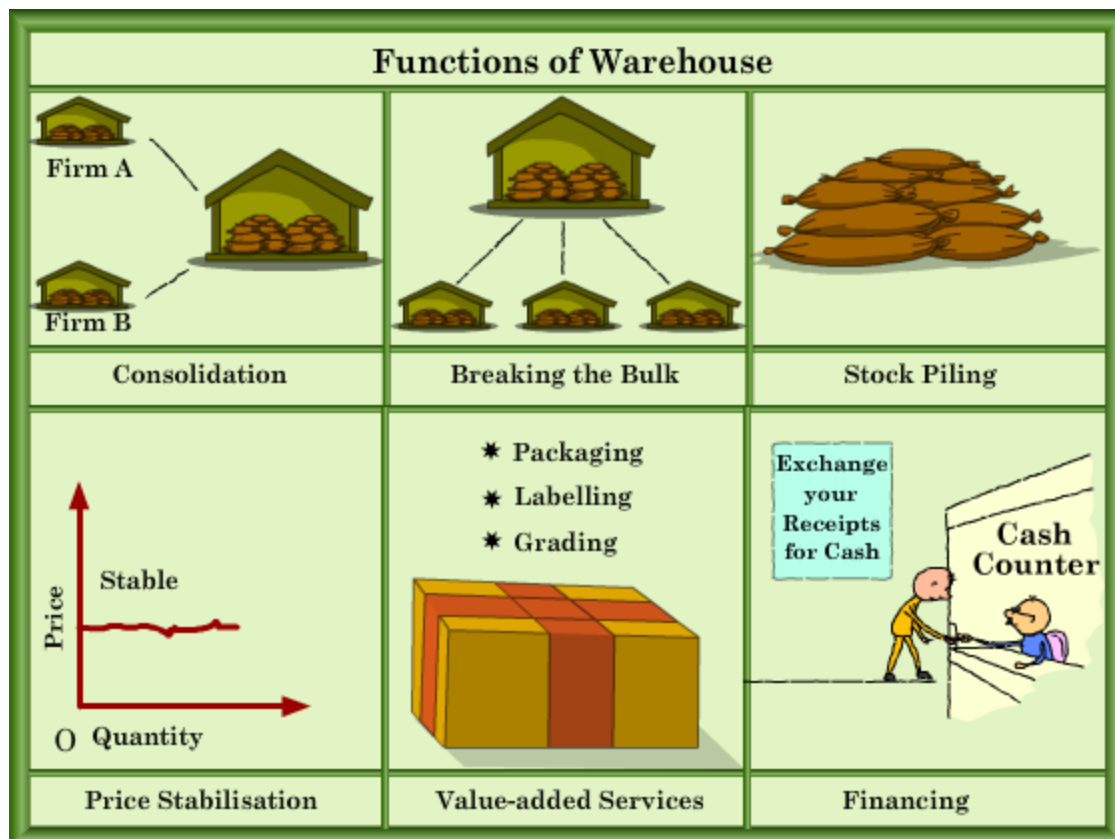 Functions of Warehouse
Firm A
Firm B
Consolidation
Breaking the Bulk
Stock Piling
Price
Stable
O
Quantity
Price Stabilisation
✷ Packaging
✷ Labelling
✷ Grading
Value-added Services
Exchange
your
Receipts
for Cash
Cash
Counter
Financing